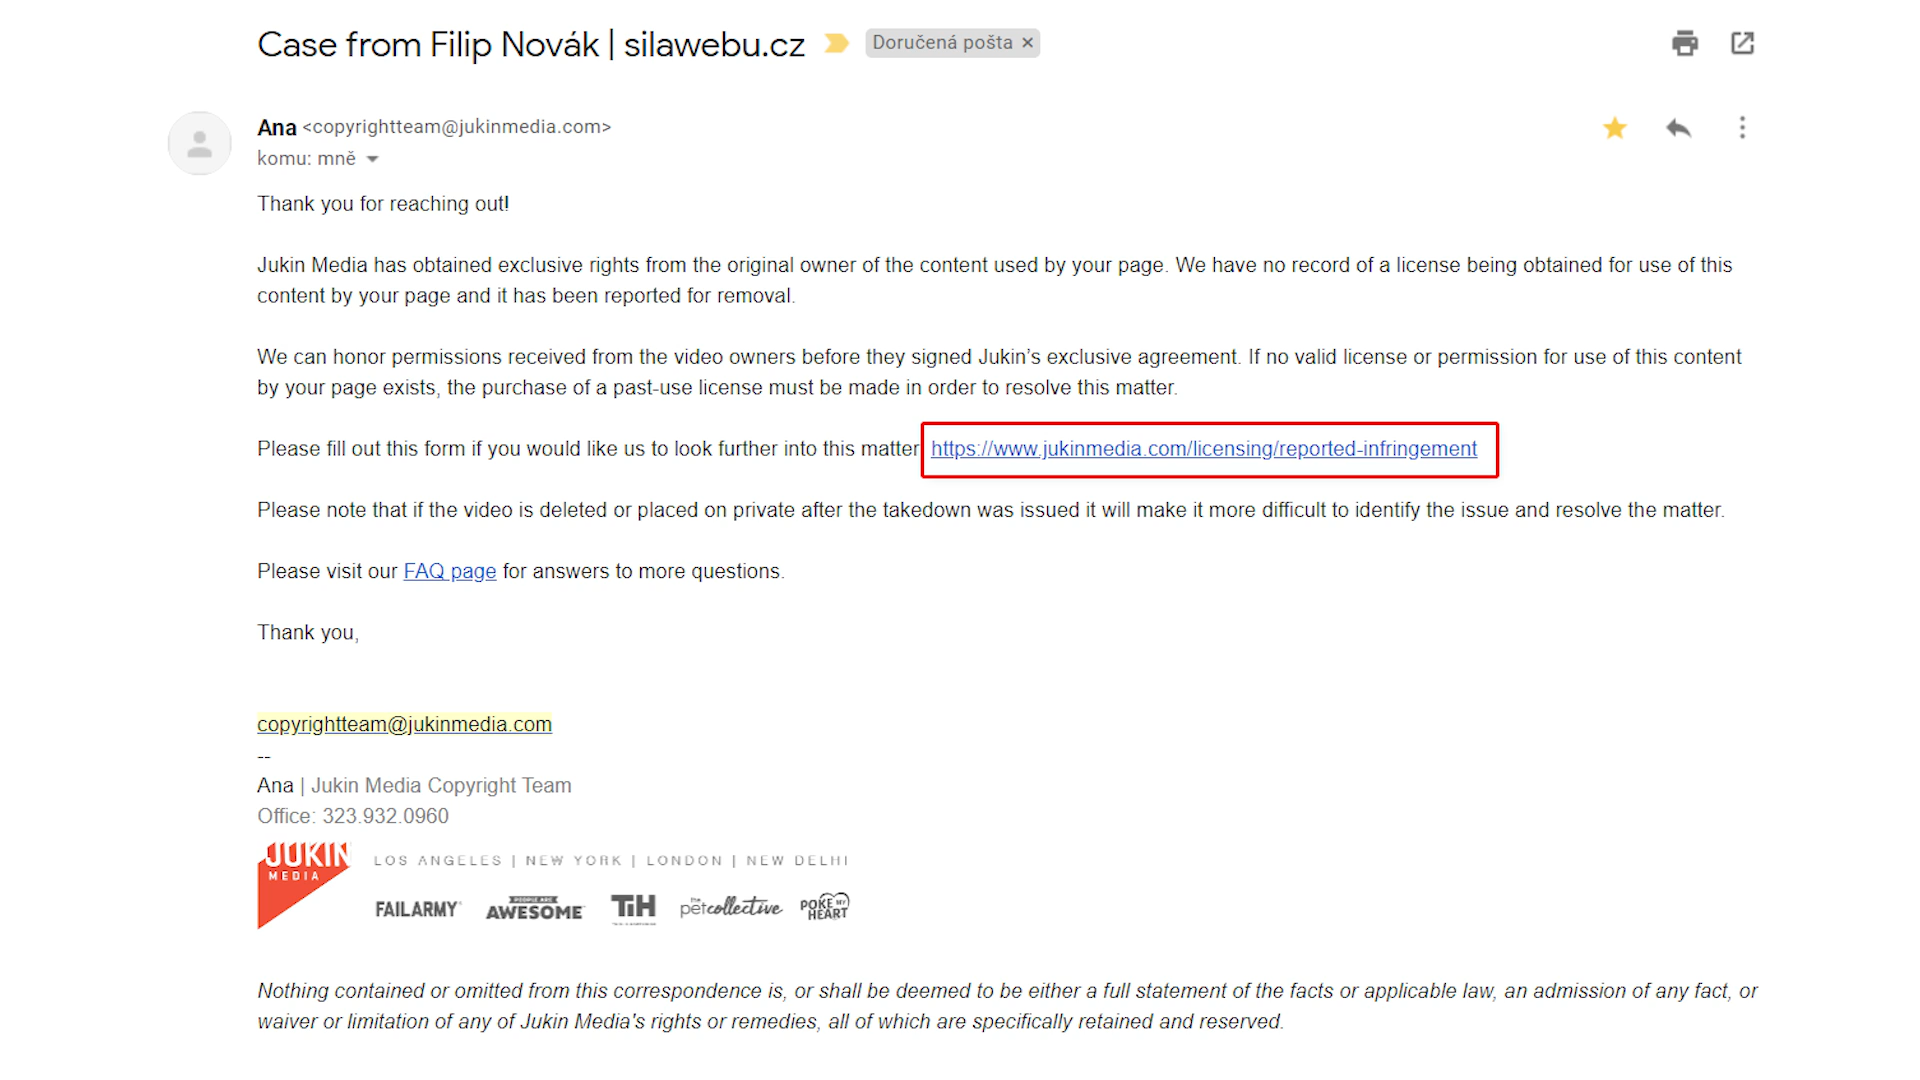 Case from Filip Novák | silawebu.cz
Doručená pošta ×
Ana <copyrightteam@jukinmedia.com>
komu: mně
Thank you for reaching out!
Jukin Media has obtained exclusive rights from the original owner of the content used by your page. We have no record of a license being obtained for use of this
content by your page and it has been reported for removal.
We can honor permissions received from the video owners before they signed Jukin’s exclusive agreement. If no valid license or permission for use of this content
by your page exists, the purchase of a past-use license must be made in order to resolve this matter.
Please fill out this form if you would like us to look further into this matter https://www.jukinmedia.com/licensing/reported-infringement
Please note that if the video is deleted or placed on private after the takedown was issued it will make it more difficult to identify the issue and resolve the matter.
Please visit our FAQ page for answers to more questions.
Thank you,
copyrightteam@jukinmedia.com
--
Ana | Jukin Media Copyright Team
Office: 323.932.0960
JUKIN
MEDIA
LOS ANGELES | NEW YORK | LONDON | NEW DELHI
FAILARMY PEOPLE ARE AWESOME TiH the petcollective POKE MY HEART
Nothing contained or omitted from this correspondence is, or shall be deemed to be either a full statement of the facts or applicable law, an admission of any fact, or
waiver or limitation of any of Jukin Media's rights or remedies, all of which are specifically retained and reserved.